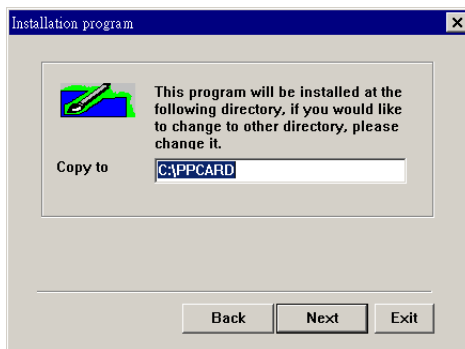 Installation program
This program will be installed at the
following directory, if you would like
to change to other directory, please
change it.
Copy to
C:\PPCARD
Back
Next
Exit